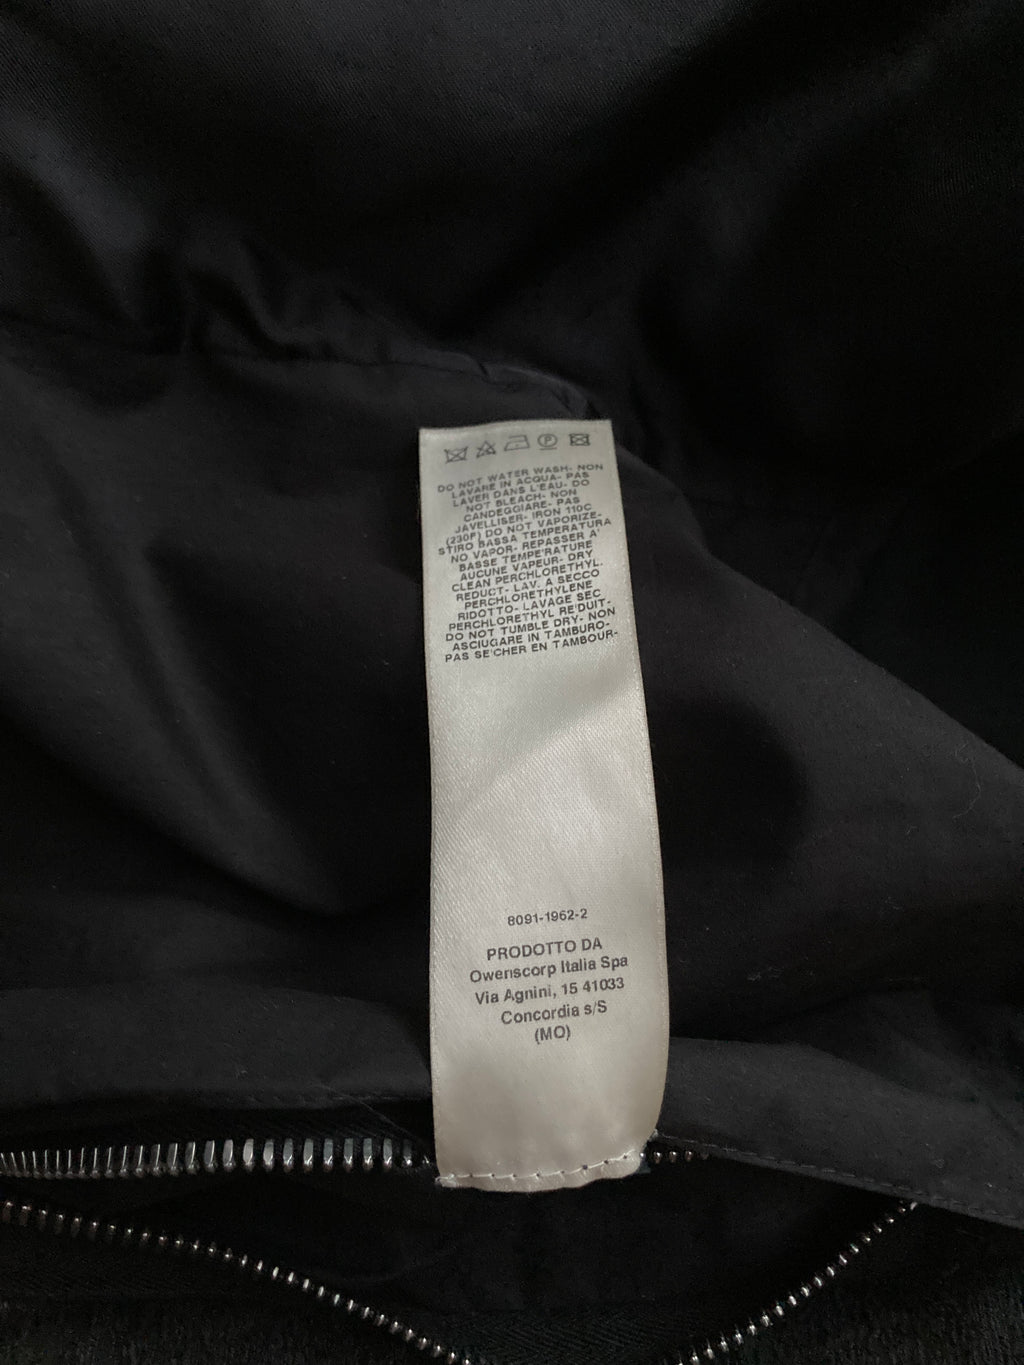 DO NOT WATER WASH- NON
LAVARE IN ACQUA- PAS
LAVER DANS L'EAU- DO
NOT BLEACH- NON
CANDEGGIARE- PAS
JAVELLISER- IRON 110C
(230F) DO NOT VAPORIZE-
STIRO BASSA TEMPERATURA
NO VAPOR- REPASSER A'
BASSE TEMPE'RATURE
AUCUNE VAPEUR- DRY
CLEAN PERCHLORETHYL.
REDUCT- LAV. A SECCO
PERCHLORETHYLENE
RIDOTTO- LAVAGE SEC
PERCHLORETHYL RE'DUIT-
DO NOT TUMBLE DRY- NON
ASCIUGARE IN TAMBURO-
PAS SE'CHER EN TAMBOUR-
8091-1962-2
PRODOTTO DA
Owenscorp Italia Spa
Via Agnini, 15 41033
Concordia s/S
(MO)